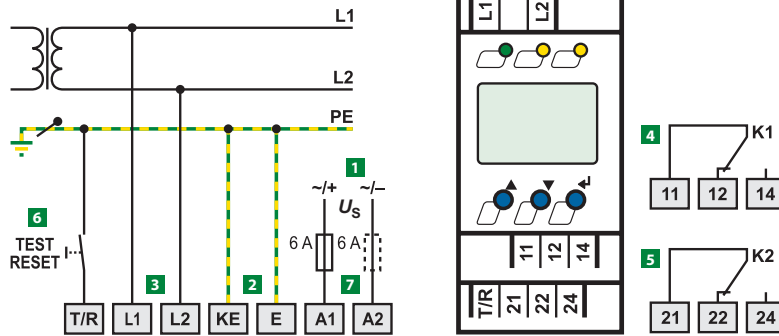 L1
L2
PE
1
~/+ ~/–
US
6 A 6 A
6
TEST
RESET
3 2 7
T/R L1 L2 KE E A1 A2
L1 L2
11 12 14
T/R 21 22 24
4 K1
11 12 14
5 K2
21 22 24